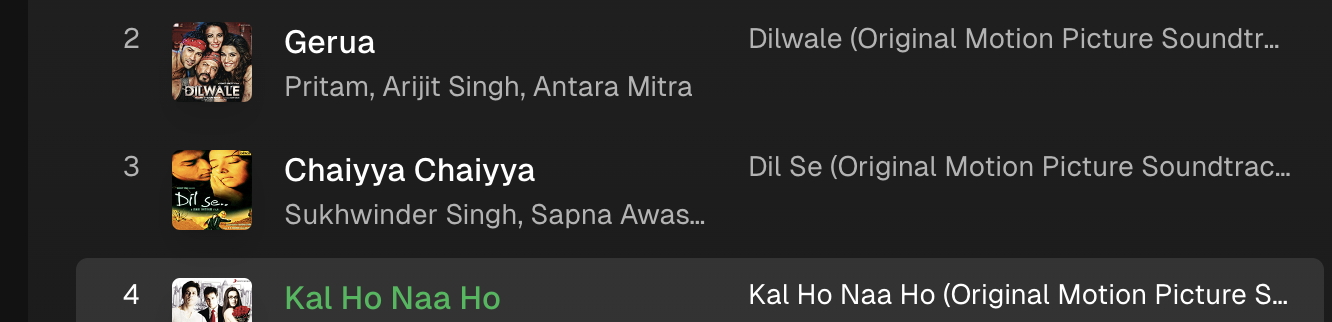 2
Gerua
Dilwale (Original Motion Picture Soundtr...
Pritam, Arijit Singh, Antara Mitra
DILWALE
3
Chaiyya Chaiyya
Dil Se (Original Motion Picture Soundtrac...
Sukhwinder Singh, Sapna Awas...
Dil Se..
4
Kal Ho Naa Ho
Kal Ho Naa Ho (Original Motion Picture S...